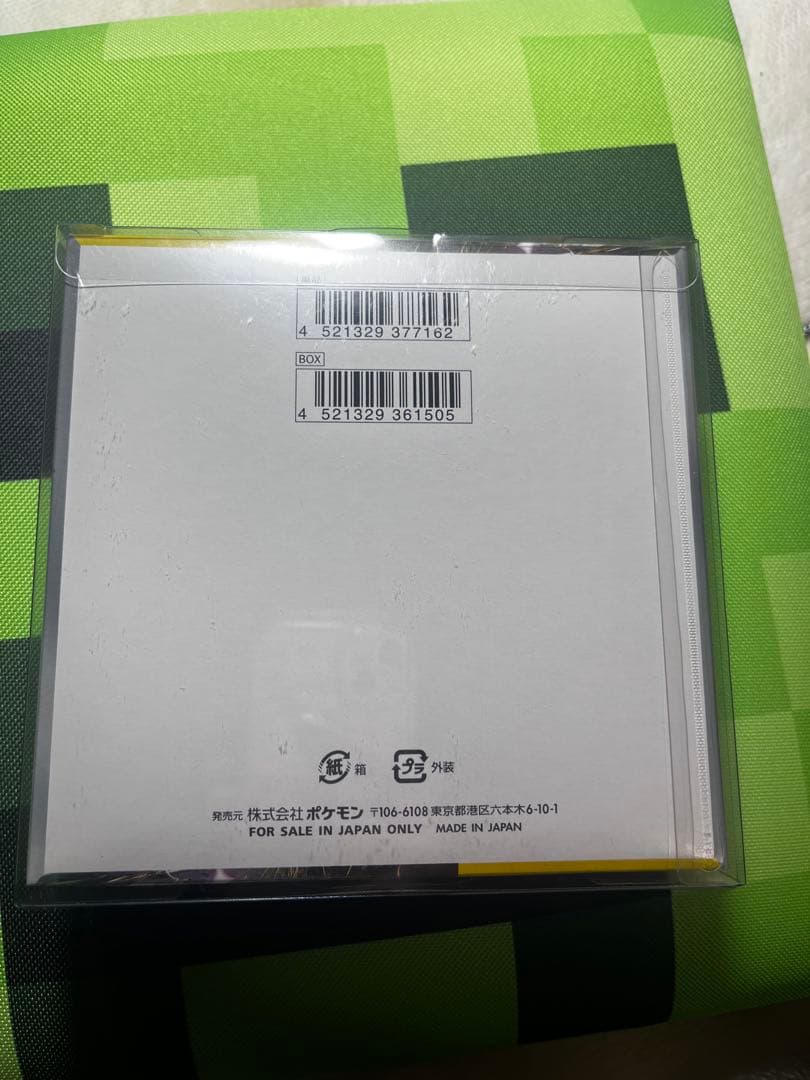 4 521329 377162
BOX
4 521329 361505
紙 箱 プラ 外装
発売元 株式会社 ポケモン 〒106-6108 東京都港区六本木6-10-1
FOR SALE IN JAPAN ONLY MADE IN JAPAN